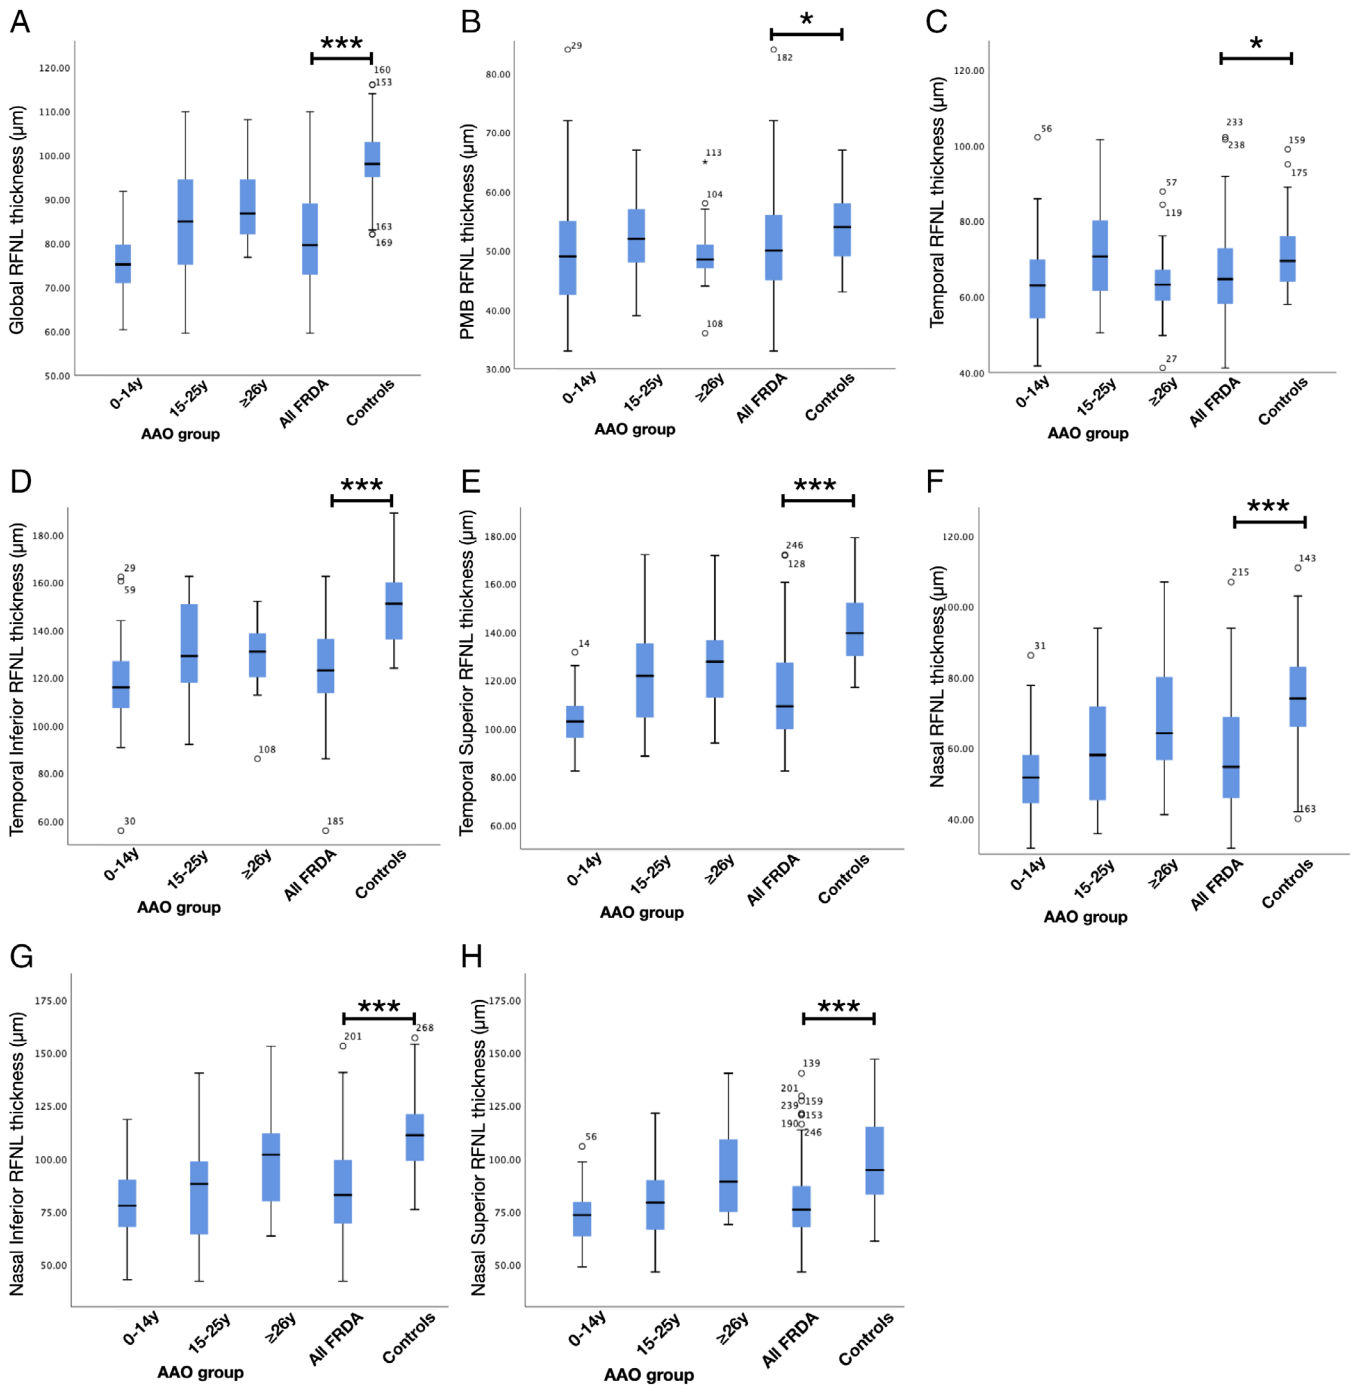 A
***
Global RFNL thickness (µm)
120.00
110.00
100.00
90.00
80.00
70.00
60.00
50.00
160
153
163
169
0-14y
15-25y
≥26y
All FRDA
Controls
AAO group
B
*
PMB RFNL thickness (µm)
80.00
70.00
60.00
50.00
40.00
30.00
29
113
104
108
182
0-14y
15-25y
≥26y
All FRDA
Controls
AAO group
C
*
Temporal RFNL thickness (µm)
120.00
100.00
80.00
60.00
40.00
56
57
119
27
233
238
159
175
0-14y
15-25y
≥26y
All FRDA
Controls
AAO group
D
***
Temporal Inferior RFNL thickness (µm)
180.00
160.00
140.00
120.00
100.00
80.00
60.00
29
59
30
108
185
0-14y
15-25y
≥26y
All FRDA
Controls
AAO group
E
***
Temporal Superior RFNL thickness (µm)
180.00
160.00
140.00
120.00
100.00
80.00
60.00
14
246
128
0-14y
15-25y
≥26y
All FRDA
Controls
AAO group
F
***
Nasal RFNL thickness (µm)
120.00
100.00
80.00
60.00
40.00
31
215
143
163
0-14y
15-25y
≥26y
All FRDA
Controls
AAO group
G
***
Nasal Inferior RFNL thickness (µm)
175.00
150.00
125.00
100.00
75.00
50.00
201
268
0-14y
15-25y
≥26y
All FRDA
Controls
AAO group
H
***
Nasal Superior RFNL thickness (µm)
175.00
150.00
125.00
100.00
75.00
50.00
56
139
201
159
239
153
190
246
0-14y
15-25y
≥26y
All FRDA
Controls
AAO group